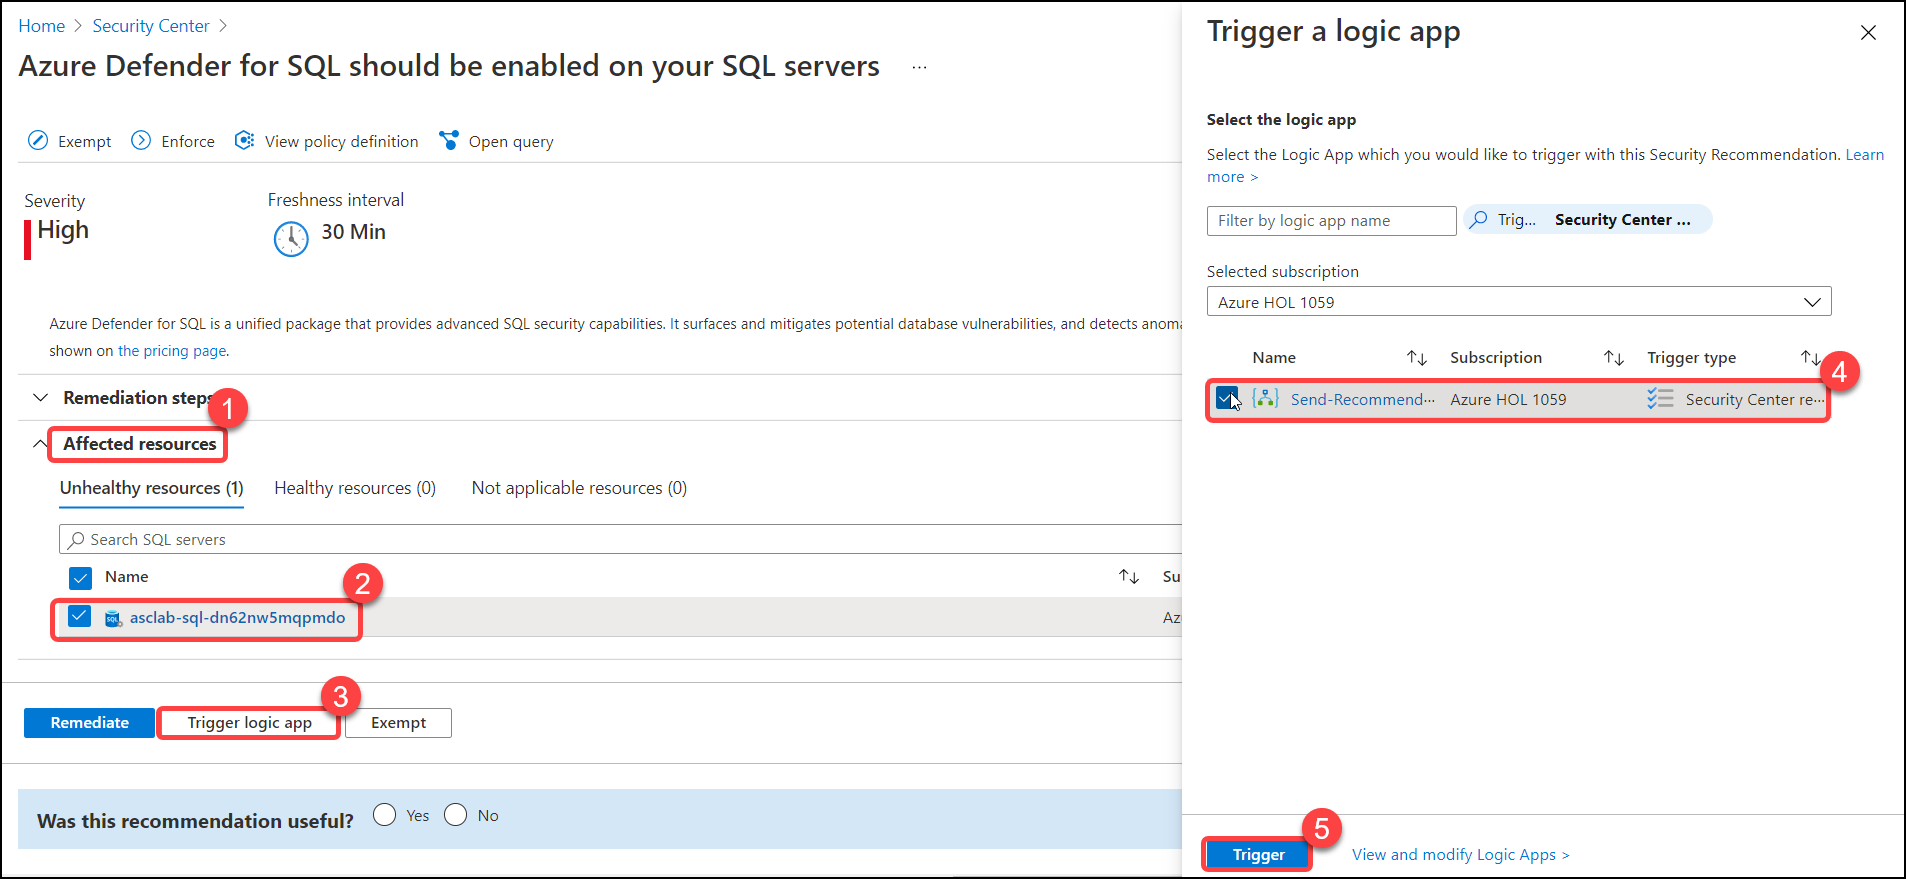 Home > Security Center >
Azure Defender for SQL should be enabled on your SQL servers ...
Exempt Enforce View policy definition Open query
Severity
High
Freshness interval
30 Min
Azure Defender for SQL is a unified package that provides advanced SQL security capabilities. It surfaces and mitigates potential database vulnerabilities, and detects anoma
shown on the pricing page.
Remediation steps
1
Affected resources
Unhealthy resources (1) Healthy resources (0) Not applicable resources (0)
Search SQL servers
Name Su
2
SQL asclab-sql-dn62nw5mqpmdo Az
3
Remediate Trigger logic app Exempt
Was this recommendation useful? Yes No
Trigger a logic app
Select the logic app
Select the Logic App which you would like to trigger with this Security Recommendation. Learn
more >
Filter by logic app name Trig... Security Center ...
Selected subscription
Azure HOL 1059
Name Subscription Trigger type
4
Send-Recommend... Azure HOL 1059 Security Center re...
5
Trigger View and modify Logic Apps >